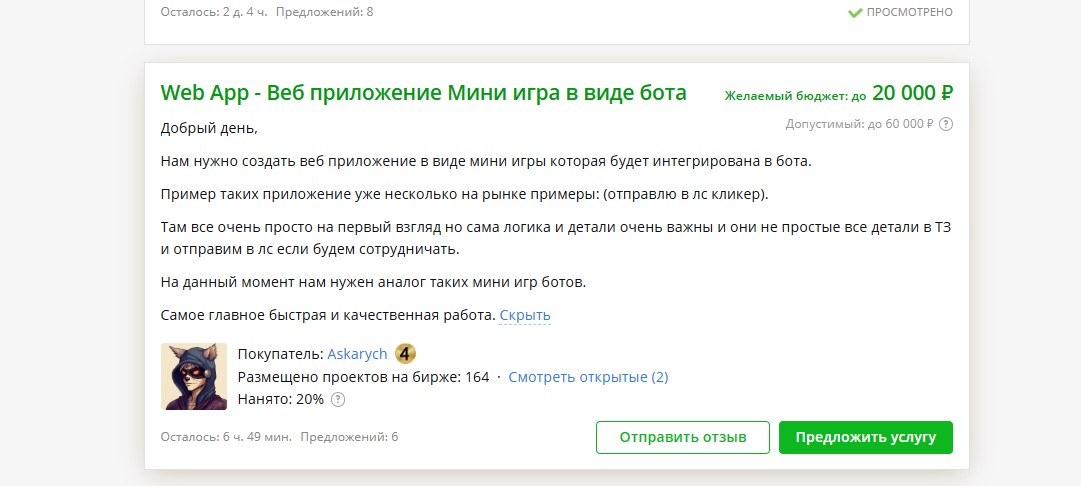 Осталось: 2 д. 4 ч. Предложений: 8
ПРОСМОТРЕНО
Web App - Веб приложение Мини игра в виде бота
Желаемый бюджет: до 20 000 ₽
Допустимый: до 60 000 ₽ ?
Добрый день,
Нам нужно создать веб приложение в виде мини игры которая будет интегрирована в бота.
Пример таких приложение уже несколько на рынке примеры: (отправлю в лс кликер).
Там все очень просто на первый взгляд но сама логика и детали очень важны и они не простые все детали в ТЗ
и отправим в лс если будем сотрудничать.
На данный момент нам нужен аналог таких мини игр ботов.
Самое главное быстрая и качественная работа. Скрыть
Покупатель: Askarych 4
Размещено проектов на бирже: 164 · Смотреть открытые (2)
Нанято: 20% ?
Осталось: 6 ч. 49 мин. Предложений: 6
Отправить отзыв
Предложить услугу